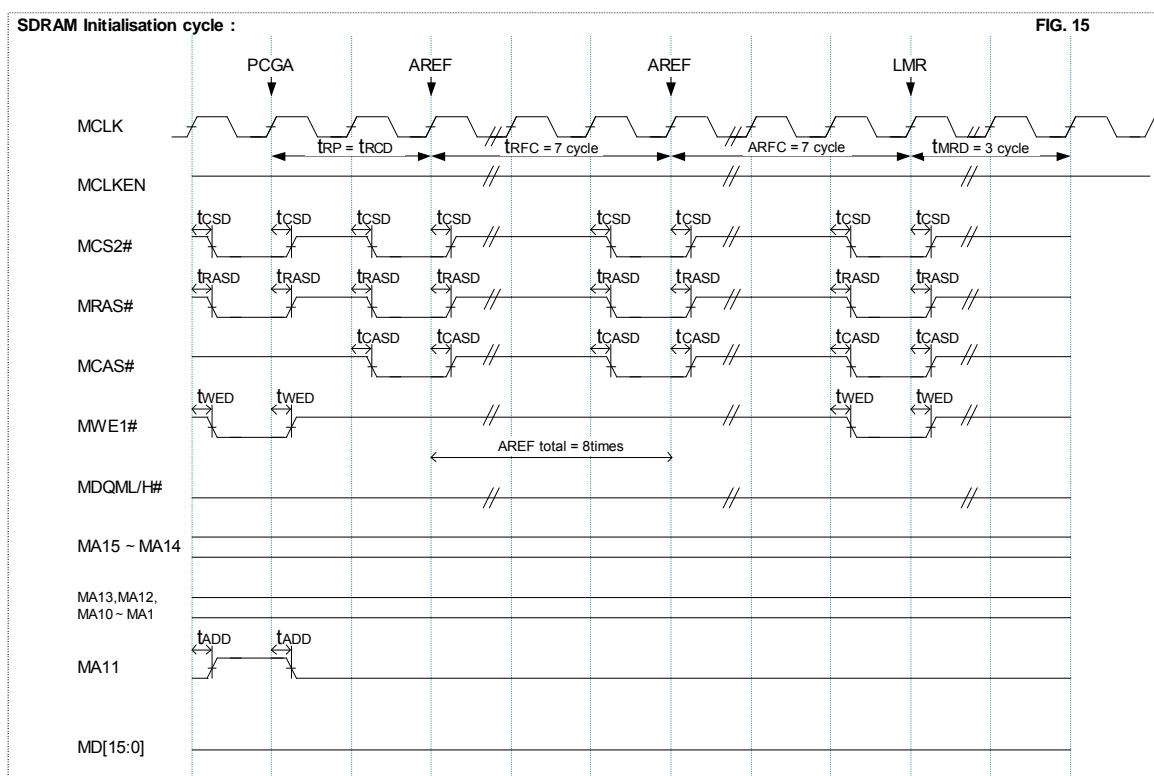 SDRAM Initialisation cycle : FIG. 15
PCGA AREF AREF LMR
MCLK
tRP = tRCD tRFC = 7 cycle ARFC = 7 cycle tMRD = 3 cycle
MCLKEN
tCSD tCSD tCSD tCSD tCSD tCSD tCSD tCSD
MCS2#
tRASD tRASD tRASD tRASD tRASD tRASD tRASD tRASD
MRAS#
tCASD tCASD tCASD tCASD tCASD tCASD
MCAS#
tWED tWED tWED tWED
MWE1#
AREF total = 8times
MDQML/H#
MA15 ~ MA14
MA13,MA12,
MA10 ~ MA1
tADD tADD
MA11
MD[15:0]